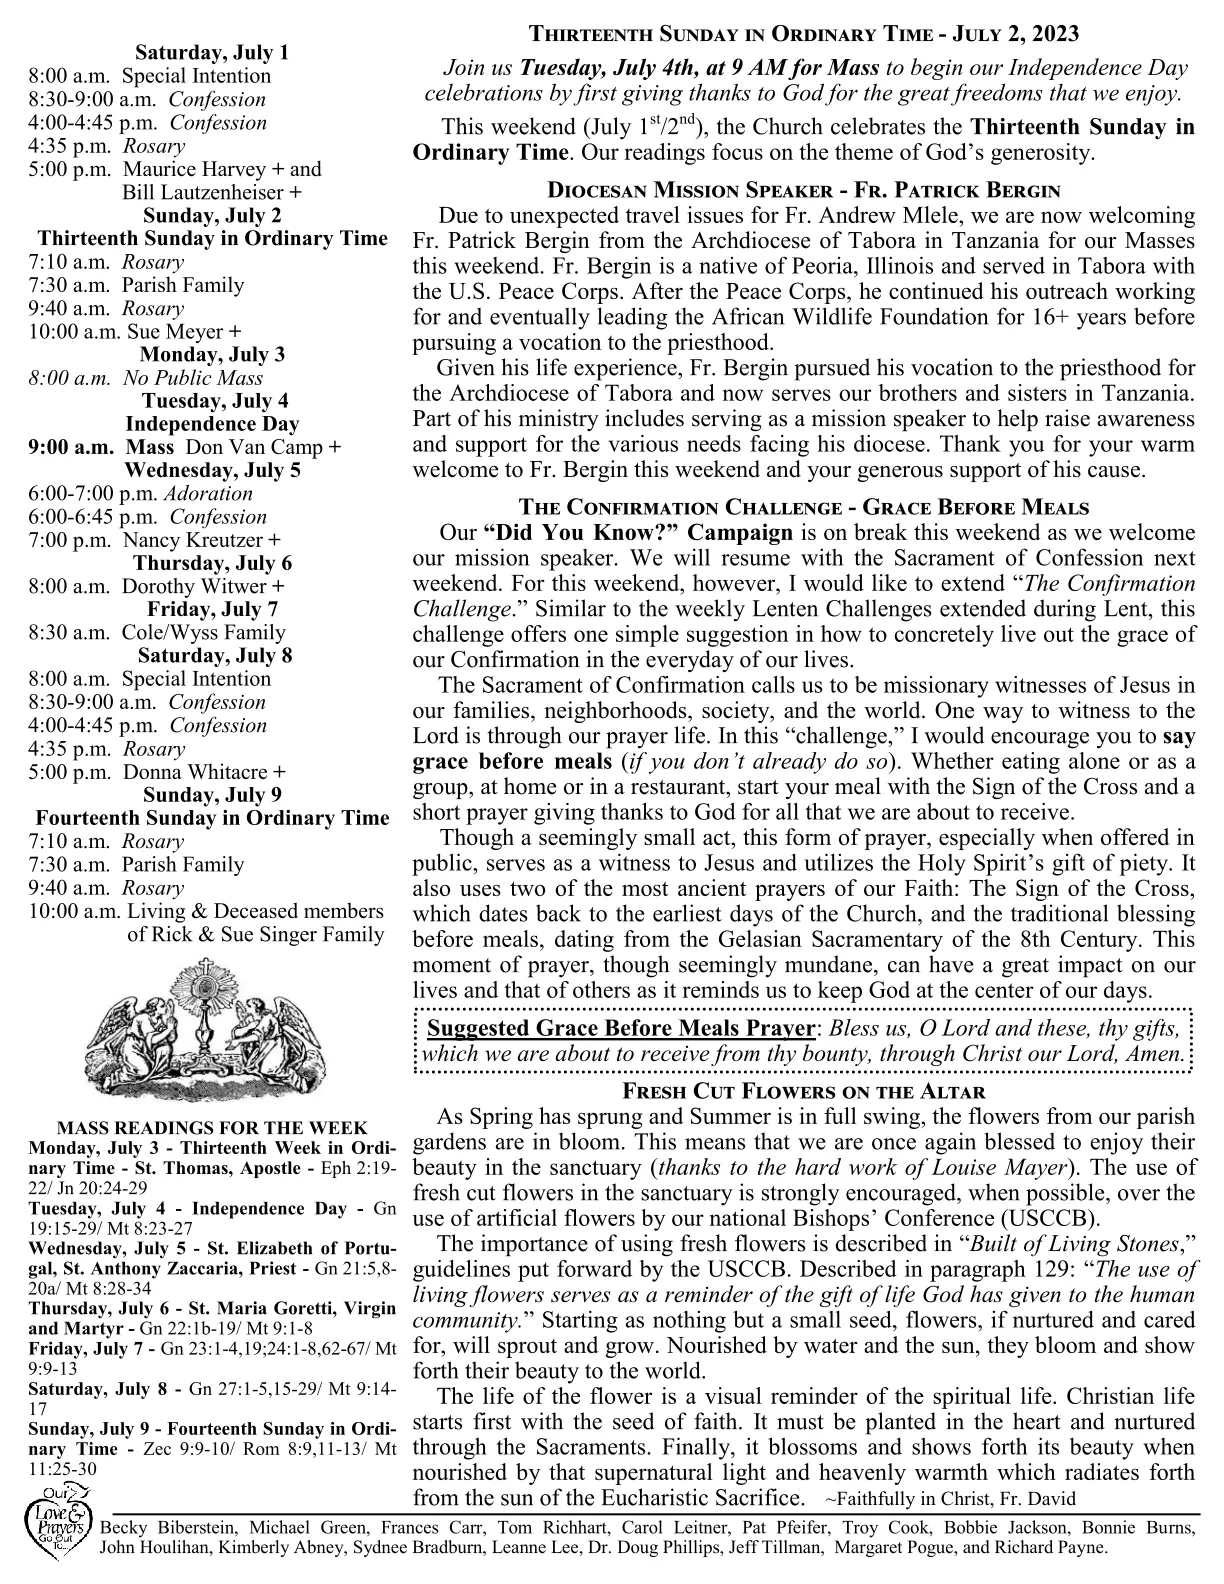 Saturday, July 1
8:00 a.m. Special Intention
8:30-9:00 a.m. Confession
4:00-4:45 p.m. Confession
4:35 p.m. Rosary
5:00 p.m. Maurice Harvey + and
Bill Lautzenheiser +
Sunday, July 2
Thirteenth Sunday in Ordinary Time
7:10 a.m. Rosary
7:30 a.m. Parish Family
9:40 a.m. Rosary
10:00 a.m. Sue Meyer +
Monday, July 3
8:00 a.m. No Public Mass
Tuesday, July 4
Independence Day
9:00 a.m. Mass Don Van Camp +
Wednesday, July 5
6:00-7:00 p.m. Adoration
6:00-6:45 p.m. Confession
7:00 p.m. Nancy Kreutzer +
Thursday, July 6
8:00 a.m. Dorothy Witwer +
Friday, July 7
8:30 a.m. Cole/Wyss Family
Saturday, July 8
8:00 a.m. Special Intention
8:30-9:00 a.m. Confession
4:00-4:45 p.m. Confession
4:35 p.m. Rosary
5:00 p.m. Donna Whitacre +
Sunday, July 9
Fourteenth Sunday in Ordinary Time
7:10 a.m. Rosary
7:30 a.m. Parish Family
9:40 a.m. Rosary
10:00 a.m. Living & Deceased members
of Rick & Sue Singer Family
MASS READINGS FOR THE WEEK
Monday, July 3 - Thirteenth Week in Ordi-
nary Time - St. Thomas, Apostle - Eph 2:19-
22/ Jn 20:24-29
Tuesday, July 4 - Independence Day - Gn
19:15-29/ Mt 8:23-27
Wednesday, July 5 - St. Elizabeth of Portu-
gal, St. Anthony Zaccaria, Priest - Gn 21:5,8-
20a/ Mt 8:28-34
Thursday, July 6 - St. Maria Goretti, Virgin
and Martyr - Gn 22:1b-19/ Mt 9:1-8
Friday, July 7 - Gn 23:1-4,19;24:1-8,62-67/ Mt
9:9-13
Saturday, July 8 - Gn 27:1-5,15-29/ Mt 9:14-
17
Sunday, July 9 - Fourteenth Sunday in Ordi-
nary Time - Zec 9:9-10/ Rom 8:9,11-13/ Mt
11:25-30
Thirteenth Sunday in Ordinary Time - July 2, 2023
Join us Tuesday, July 4th, at 9 AM for Mass to begin our Independence Day
celebrations by first giving thanks to God for the great freedoms that we enjoy.
This weekend (July 1st/2nd), the Church celebrates the Thirteenth Sunday in
Ordinary Time. Our readings focus on the theme of God’s generosity.
Diocesan Mission Speaker - Fr. Patrick Bergin
Due to unexpected travel issues for Fr. Andrew Mlele, we are now welcoming
Fr. Patrick Bergin from the Archdiocese of Tabora in Tanzania for our Masses
this weekend. Fr. Bergin is a native of Peoria, Illinois and served in Tabora with
the U.S. Peace Corps. After the Peace Corps, he continued his outreach working
for and eventually leading the African Wildlife Foundation for 16+ years before
pursuing a vocation to the priesthood.
Given his life experience, Fr. Bergin pursued his vocation to the priesthood for
the Archdiocese of Tabora and now serves our brothers and sisters in Tanzania.
Part of his ministry includes serving as a mission speaker to help raise awareness
and support for the various needs facing his diocese. Thank you for your warm
welcome to Fr. Bergin this weekend and your generous support of his cause.
The Confirmation Challenge - Grace Before Meals
Our “Did You Know?” Campaign is on break this weekend as we welcome
our mission speaker. We will resume with the Sacrament of Confession next
weekend. For this weekend, however, I would like to extend “The Confirmation
Challenge.” Similar to the weekly Lenten Challenges extended during Lent, this
challenge offers one simple suggestion in how to concretely live out the grace of
our Confirmation in the everyday of our lives.
The Sacrament of Confirmation calls us to be missionary witnesses of Jesus in
our families, neighborhoods, society, and the world. One way to witness to the
Lord is through our prayer life. In this “challenge,” I would encourage you to say
grace before meals (if you don’t already do so). Whether eating alone or as a
group, at home or in a restaurant, start your meal with the Sign of the Cross and a
short prayer giving thanks to God for all that we are about to receive.
Though a seemingly small act, this form of prayer, especially when offered in
public, serves as a witness to Jesus and utilizes the Holy Spirit’s gift of piety. It
also uses two of the most ancient prayers of our Faith: The Sign of the Cross,
which dates back to the earliest days of the Church, and the traditional blessing
before meals, dating from the Gelasian Sacramentary of the 8th Century. This
moment of prayer, though seemingly mundane, can have a great impact on our
lives and that of others as it reminds us to keep God at the center of our days.
Suggested Grace Before Meals Prayer: Bless us, O Lord and these, thy gifts,
which we are about to receive from thy bounty, through Christ our Lord, Amen.
Fresh Cut Flowers on the Altar
As Spring has sprung and Summer is in full swing, the flowers from our parish
gardens are in bloom. This means that we are once again blessed to enjoy their
beauty in the sanctuary (thanks to the hard work of Louise Mayer). The use of
fresh cut flowers in the sanctuary is strongly encouraged, when possible, over the
use of artificial flowers by our national Bishops’ Conference (USCCB).
The importance of using fresh flowers is described in “Built of Living Stones,”
guidelines put forward by the USCCB. Described in paragraph 129: “The use of
living flowers serves as a reminder of the gift of life God has given to the human
community.” Starting as nothing but a small seed, flowers, if nurtured and cared
for, will sprout and grow. Nourished by water and the sun, they bloom and show
forth their beauty to the world.
The life of the flower is a visual reminder of the spiritual life. Christian life
starts first with the seed of faith. It must be planted in the heart and nurtured
through the Sacraments. Finally, it blossoms and shows forth its beauty when
nourished by that supernatural light and heavenly warmth which radiates forth
from the sun of the Eucharistic Sacrifice. ~Faithfully in Christ, Fr. David
Our
Love &
Prayers
Go Out
To...
Becky Biberstein, Michael Green, Frances Carr, Tom Richhart, Carol Leitner, Pat Pfeifer, Troy Cook, Bobbie Jackson, Bonnie Burns,
John Houlihan, Kimberly Abney, Sydnee Bradburn, Leanne Lee, Dr. Doug Phillips, Jeff Tillman, Margaret Pogue, and Richard Payne.